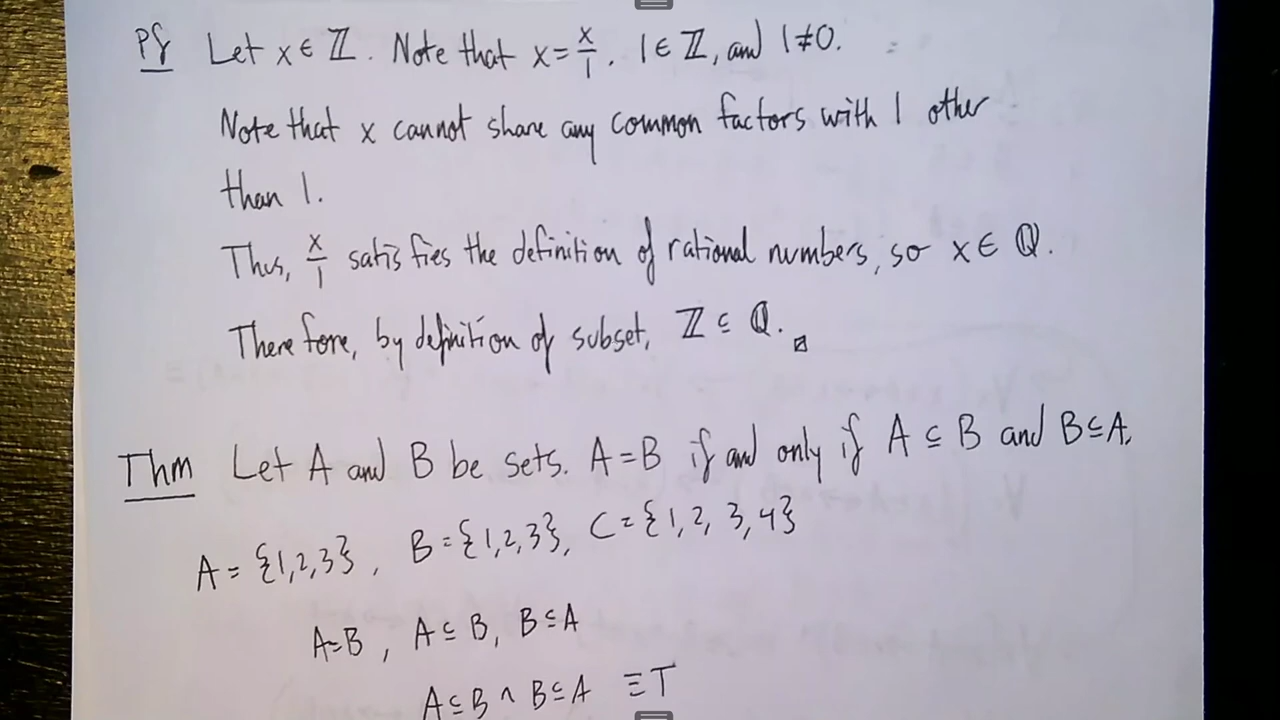 Pf Let x ∈ ℤ. Note that x = x/1. 1 ∈ ℤ, and 1 ≠ 0.
Note that x cannot share any common factors with 1 other
than 1.
Thus, x/1 satisfies the definition of rational numbers, so x ∈ ℚ.
Therefore, by definition of subset, ℤ ⊆ ℚ.
Thm Let A and B be sets. A = B if and only if A ⊆ B and B ⊆ A.
A = {1,2,3}, B = {1,2,3}, C = {1, 2, 3, 4}
A=B, A ⊆ B, B ⊆ A
A ⊆ B ∧ B ⊆ A ≡ T